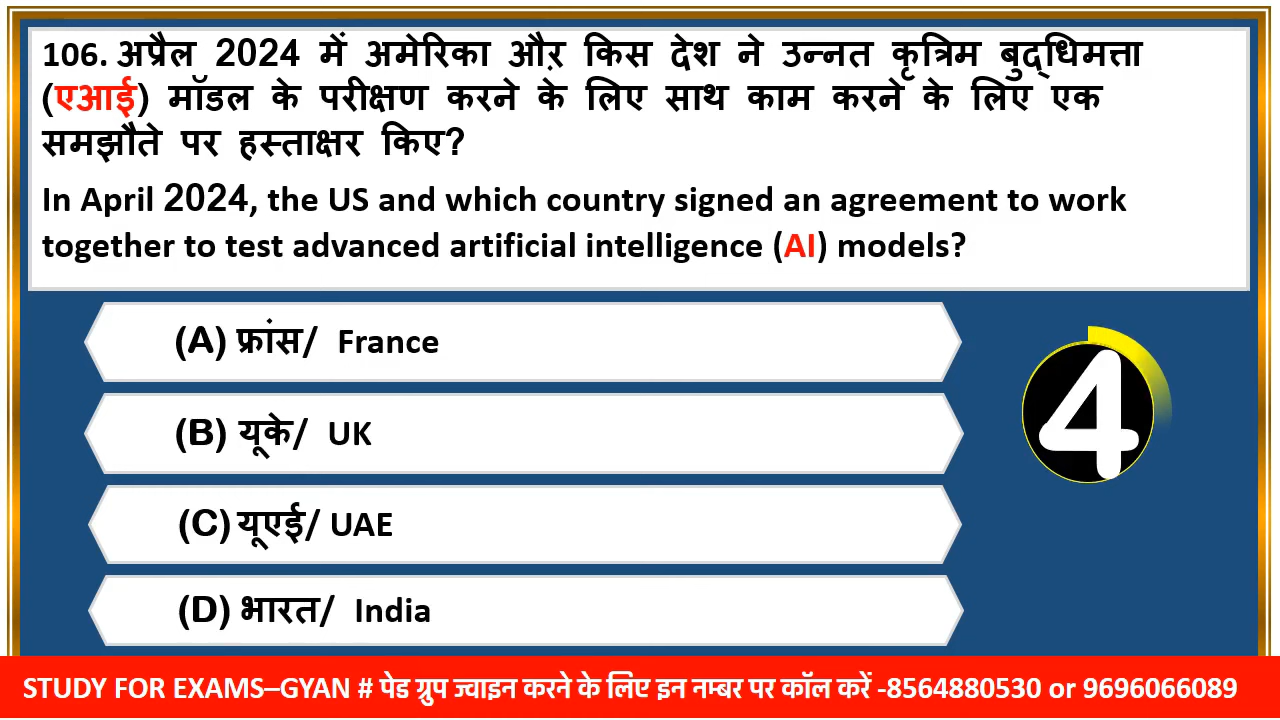 106. अप्रैल 2024 में अमेरिका औऱ किस देश ने उन्नत कृत्रिम बुद्धिमत्ता
(एआई) मॉडल के परीक्षण करने के लिए साथ काम करने के लिए एक
समझौते पर हस्ताक्षर किए?
In April 2024, the US and which country signed an agreement to work
together to test advanced artificial intelligence (AI) models?
(A) फ्रांस/ France
(B) यूके/ UK
(C) यूएई/ UAE
(D) भारत/ India
4
STUDY FOR EXAMS–GYAN # पेड ग्रुप ज्वाइन करने के लिए इन नम्बर पर कॉल करें -8564880530 or 9696066089